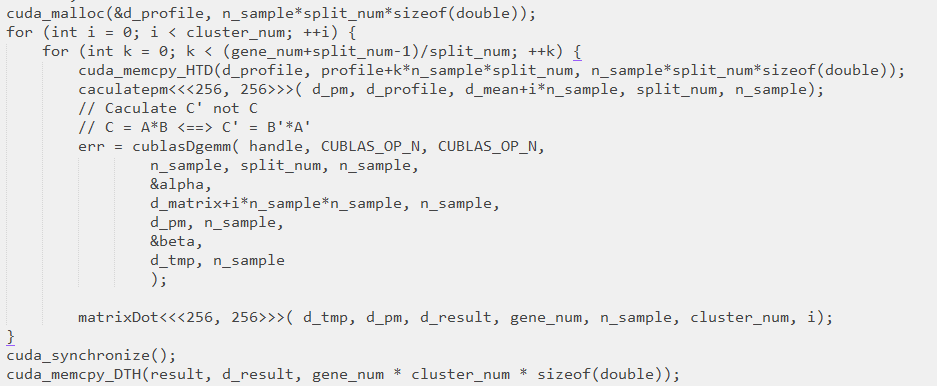 cuda_malloc(&d_profile, n_sample*split_num*sizeof(double));
for (int i = 0; i < cluster_num; ++i) {
    for (int k = 0; k < (gene_num+split_num-1)/split_num; ++k) {
        cuda_memcpy_HTD(d_profile, profile+k*n_sample*split_num, n_sample*split_num*sizeof(double));
        caculatepm<<<256, 256>>>( d_pm, d_profile, d_mean+i*n_sample, split_num, n_sample);
        // Caculate C' not C
        // C = A*B <==> C' = B'*A'
        err = cublasDgemm( handle, CUBLAS_OP_N, CUBLAS_OP_N,
                n_sample, split_num, n_sample,
                &alpha,
                d_matrix+i*n_sample*n_sample, n_sample,
                d_pm, n_sample,
                &beta,
                d_tmp, n_sample
                );
        matrixDot<<<256, 256>>>( d_tmp, d_pm, d_result, gene_num, n_sample, cluster_num, i);
}
cuda_synchronize();
cuda_memcpy_DTH(result, d_result, gene_num * cluster_num * sizeof(double));